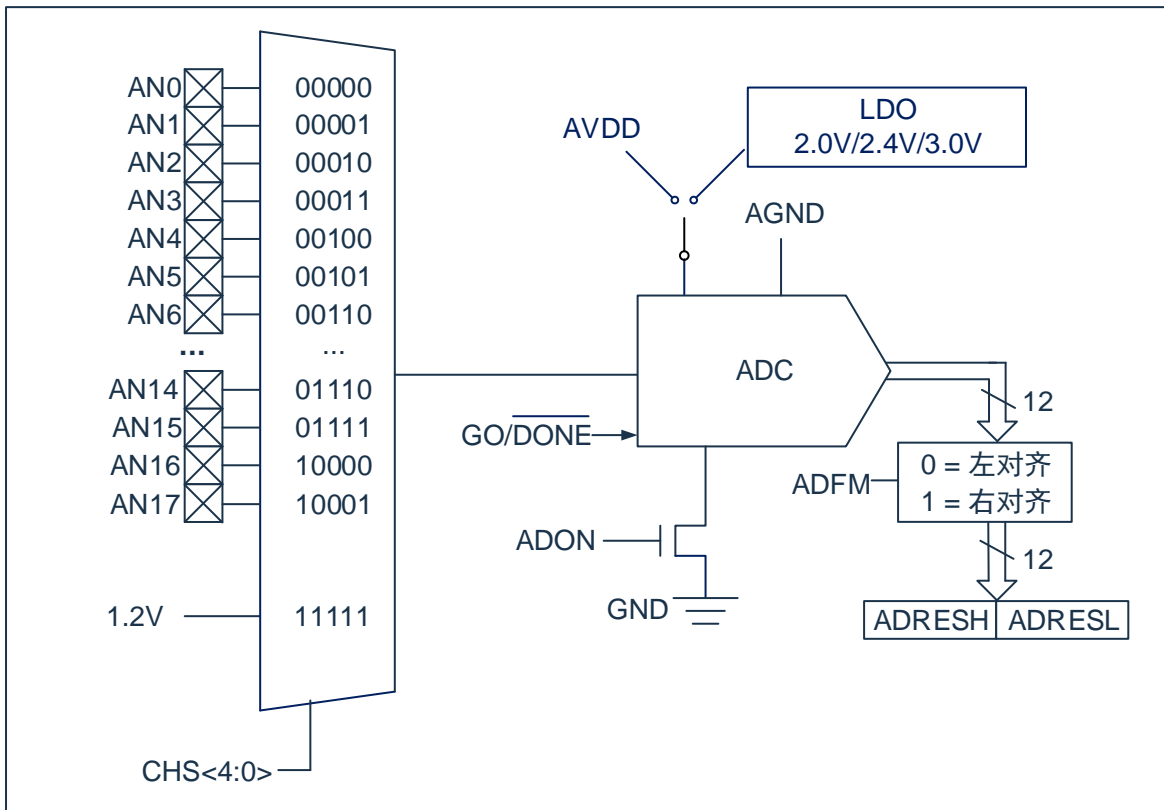 AN0 00000
AN1 00001
AN2 00010
AN3 00011
AN4 00100
AN5 00101
AN6 00110
... ...
AN14 01110
AN15 01111
AN16 10000
AN17 10001
1.2V 11111
CHS<4:0>
AVDD
LDO
2.0V/2.4V/3.0V
AGND
ADC
GO/DONE
12
ADFM
0 = 左对齐
1 = 右对齐
ADON
12
GND
ADRESH ADRESL